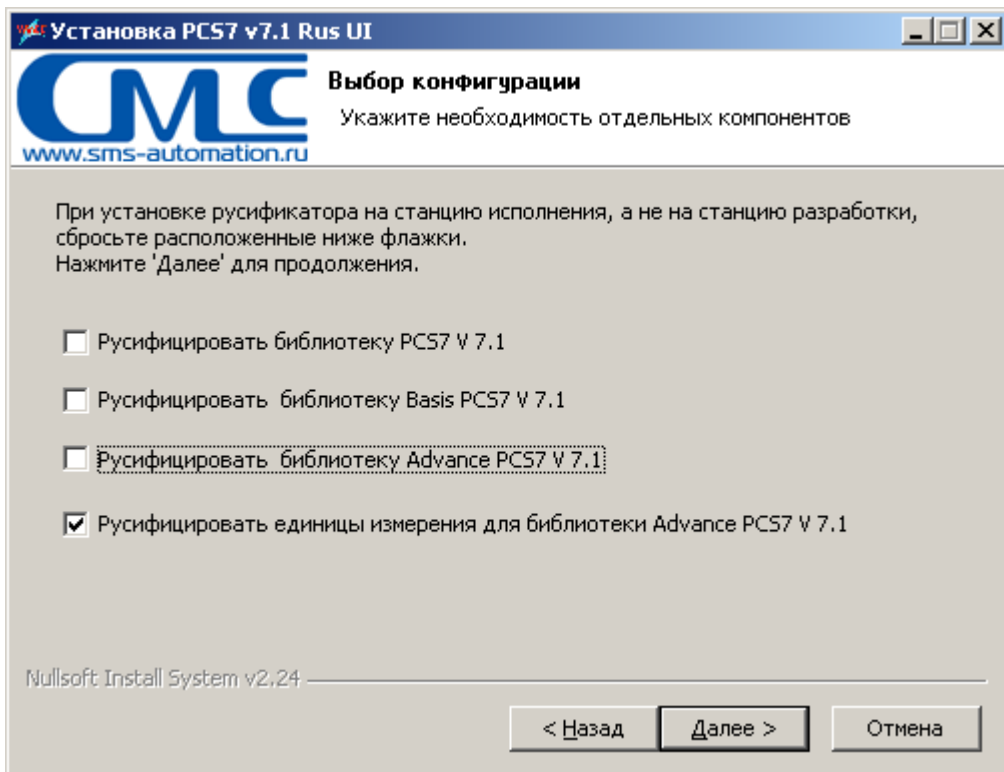 Установка PCS7 v7.1 Rus UI
СМС
www.sms-automation.ru
Выбор конфигурации
Укажите необходимость отдельных компонентов
При установке русификатора на станцию исполнения, а не на станцию разработки,
сбросьте расположенные ниже флажки.
Нажмите 'Далее' для продолжения.
Русифицировать библиотеку PCS7 V 7.1
Русифицировать библиотеку Basis PCS7 V 7.1
Русифицировать библиотеку Advance PCS7 V 7.1
Русифицировать единицы измерения для библиотеки Advance PCS7 V 7.1
Nullsoft Install System v2.24
< Назад
Далее >
Отмена